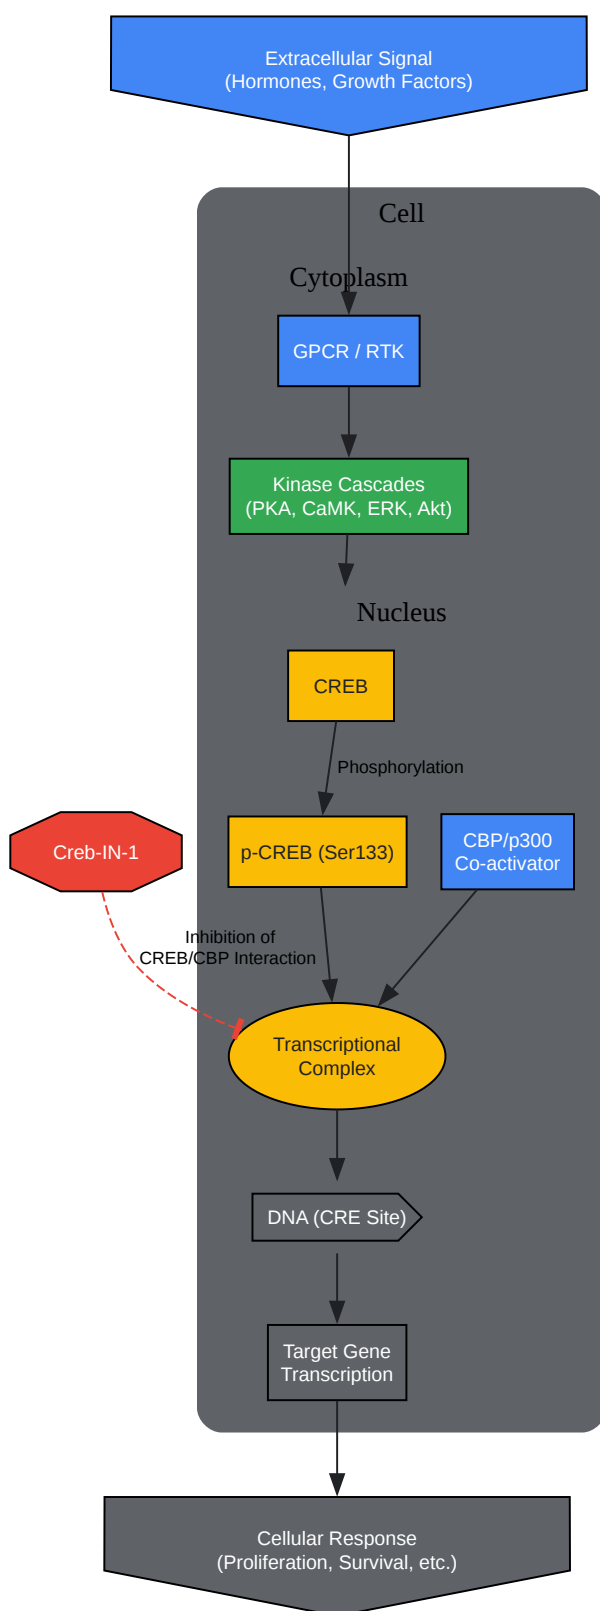 Extracellular Signal
(Hormones, Growth Factors)
Cell
Cytoplasm
GPCR / RTK
Kinase Cascades
(PKA, CaMK, ERK, Akt)
Nucleus
CREB
Phosphorylation
Creb-IN-1
p-CREB (Ser133)
CBP/p300
Co-activator
Inhibition of
CREB/CBP Interaction
Transcriptional
Complex
DNA (CRE Site)
Target Gene
Transcription
Cellular Response
(Proliferation, Survival, etc.)